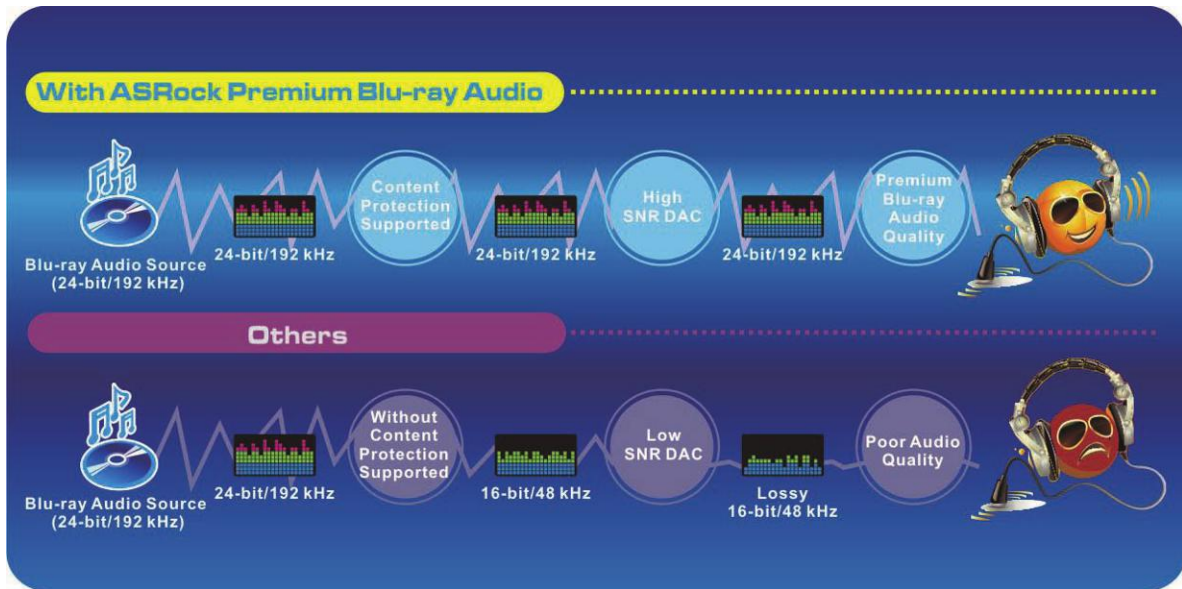 With ASRock Premium Blu-ray Audio
Blu-ray Audio Source
(24-bit/192 kHz)
24-bit/192 kHz
Content
Protection
Supported
24-bit/192 kHz
High
SNR DAC
24-bit/192 kHz
Premium
Blu-ray
Audio
Quality
Others
Blu-ray Audio Source
(24-bit/192 kHz)
24-bit/192 kHz
Without
Content
Protection
Supported
16-bit/48 kHz
Low
SNR DAC
Lossy
16-bit/48 kHz
Poor Audio
Quality